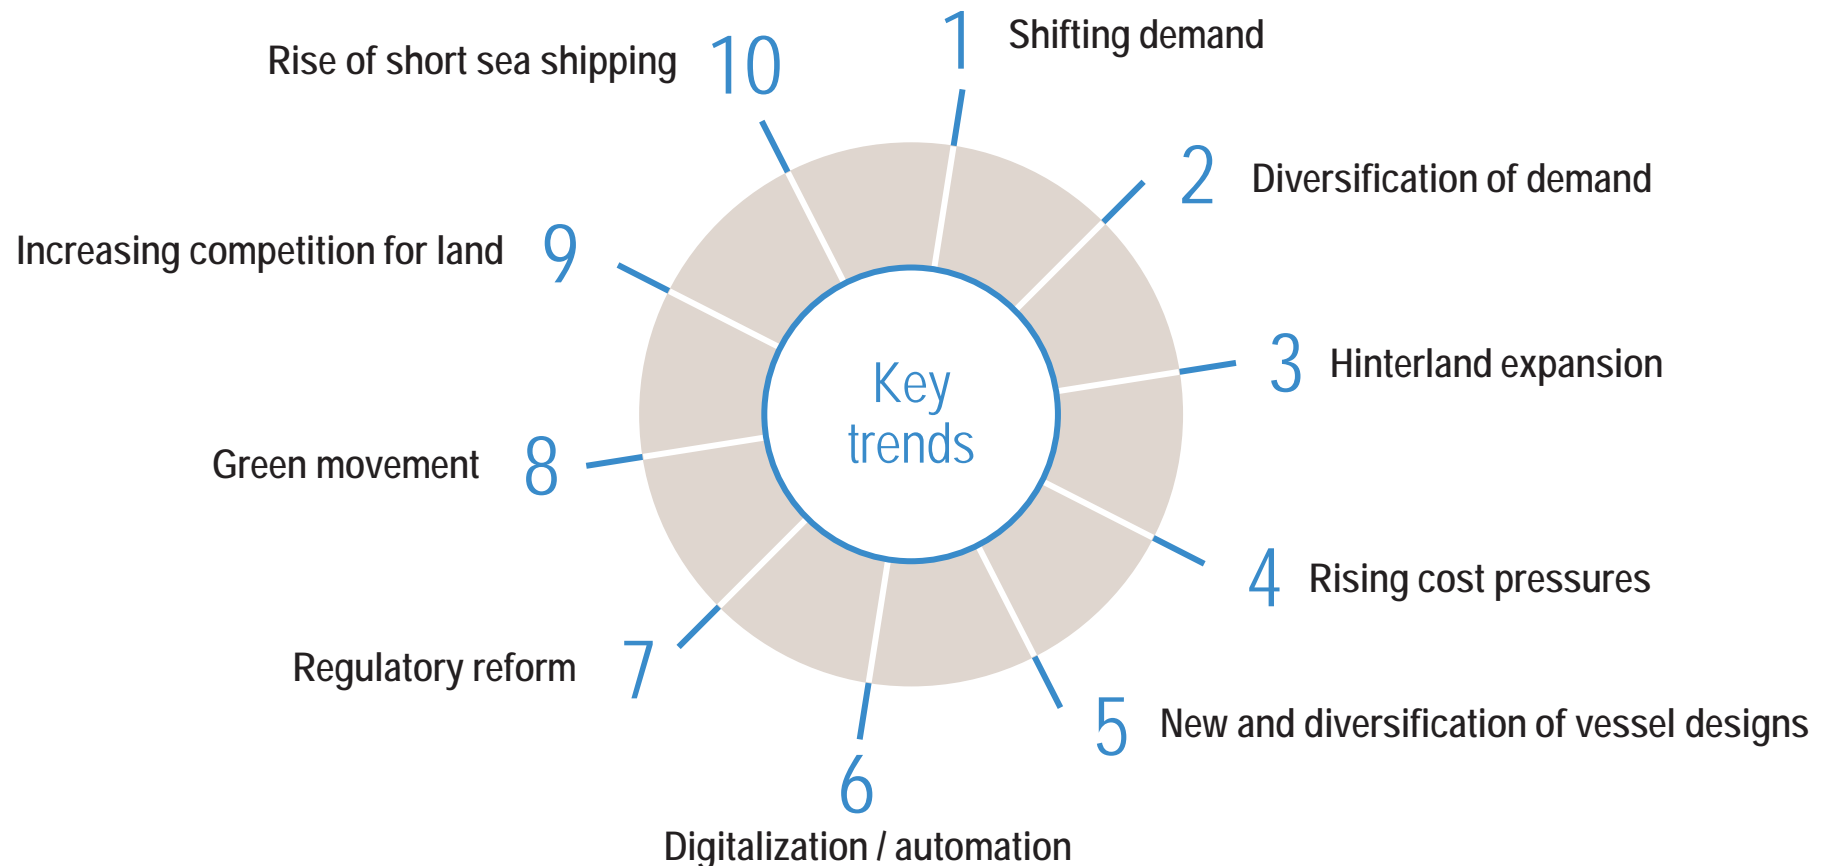 Key
trends
1 Shifting demand
2 Diversification of demand
3 Hinterland expansion
4 Rising cost pressures
5 New and diversification of vessel designs
6
Digitalization / automation
Regulatory reform 7
Green movement 8
Increasing competition for land 9
Rise of short sea shipping 10